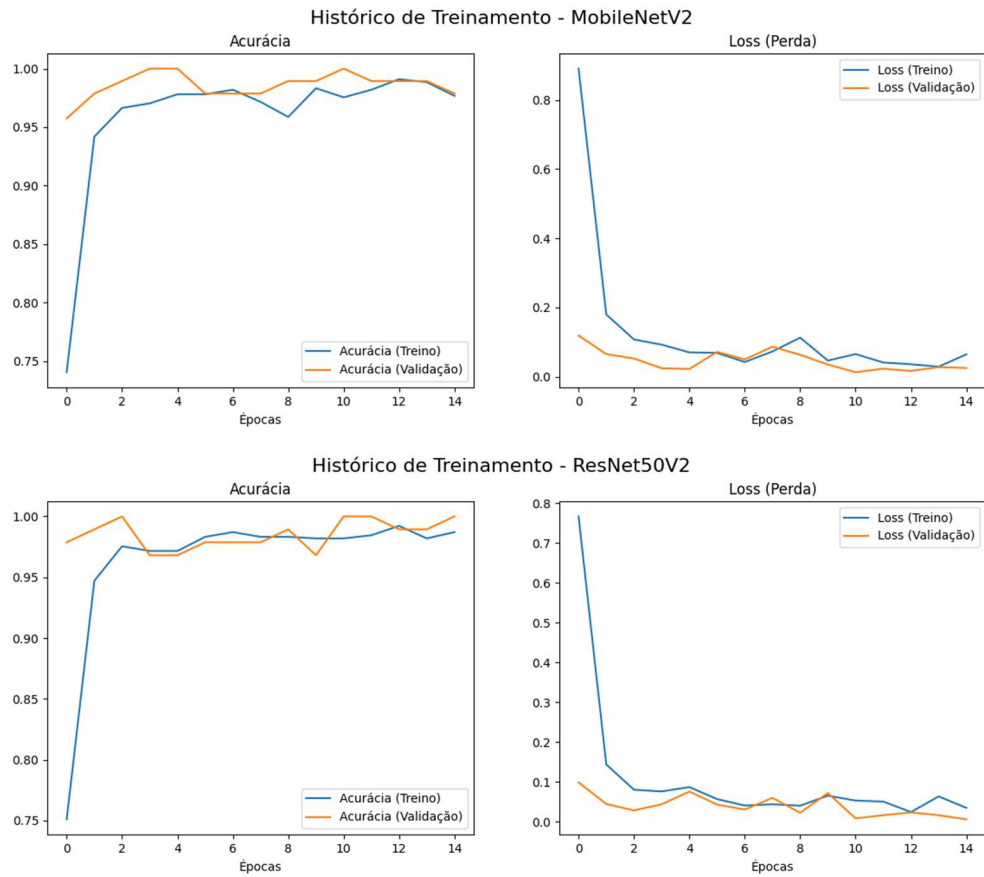 Histórico de Treinamento - MobileNetV2
Acurácia
1.00
0.95
0.90
0.85
0.80
0.75
Acurácia (Treino)
Acurácia (Validação)
0 2 4 6 8 10 12 14
Épocas
Loss (Perda)
Loss (Treino)
Loss (Validação)
0.8
0.6
0.4
0.2
0.0
0 2 4 6 8 10 12 14
Épocas
Histórico de Treinamento - ResNet50V2
Acurácia
1.00
0.95
0.90
0.85
0.80
0.75
Acurácia (Treino)
Acurácia (Validação)
0 2 4 6 8 10 12 14
Épocas
Loss (Perda)
0.8
Loss (Treino)
Loss (Validação)
0.7
0.6
0.5
0.4
0.3
0.2
0.1
0.0
0 2 4 6 8 10 12 14
Épocas